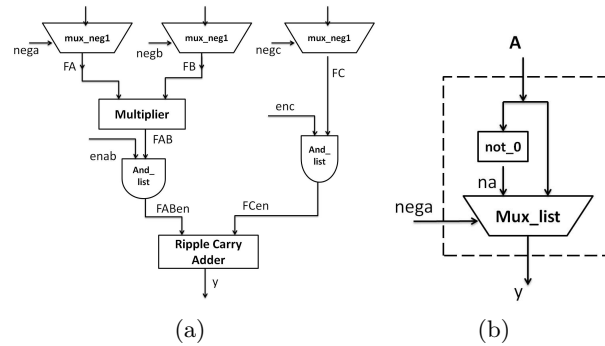 mux_neg1
mux_neg1
mux_neg1
nega
negb
negc
FA
FB
FC
Multiplier
enc
FAB
enab
And_
list
And_
list
FABen
FCen
Ripple Carry
Adder
y
(a)
A
not_0
na
nega
Mux_list
y
(b)